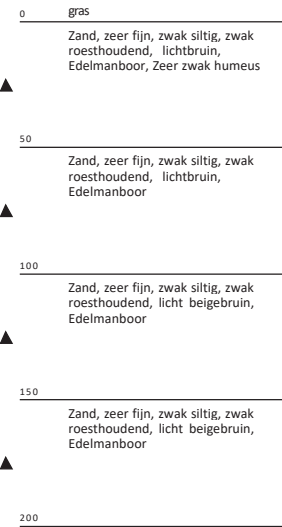 0 gras
Zand, zeer fijn, zwak siltig, zwak
roesthoudend, lichtbruin,
Edelmanboor, Zeer zwak humeus
50
Zand, zeer fijn, zwak siltig, zwak
roesthoudend, lichtbruin,
Edelmanboor
100
Zand, zeer fijn, zwak siltig, zwak
roesthoudend, licht beigebruin,
Edelmanboor
150
Zand, zeer fijn, zwak siltig, zwak
roesthoudend, licht beigebruin,
Edelmanboor
200